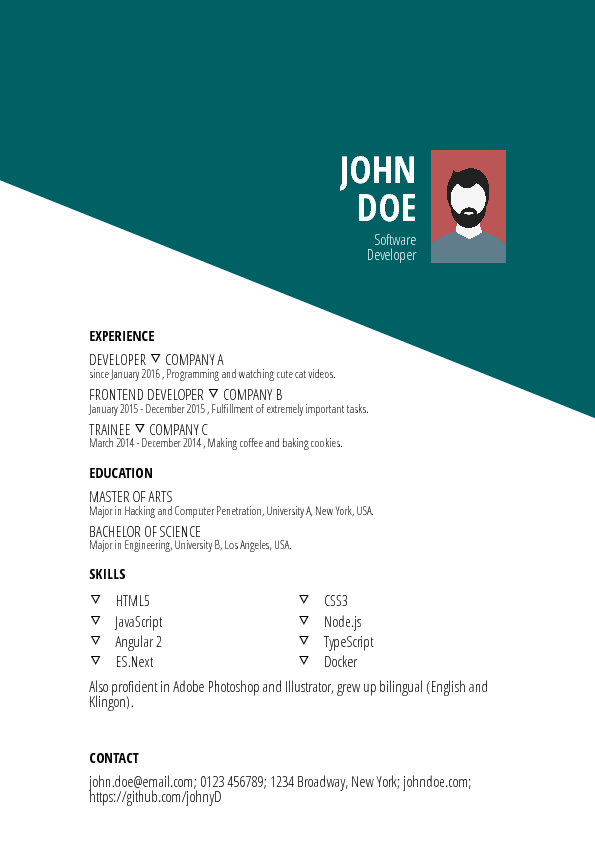 JOHN
DOE
Software
Developer
EXPERIENCE
DEVELOPER ▽ COMPANY A
since January 2016 , Programming and watching cute cat videos.
FRONTEND DEVELOPER ▽ COMPANY B
January 2015 - December 2015 , Fulfillment of extremely important tasks.
TRAINEE ▽ COMPANY C
March 2014 - December 2014 , Making coffee and baking cookies.
EDUCATION
MASTER OF ARTS
Major in Hacking and Computer Penetration, University A, New York, USA.
BACHELOR OF SCIENCE
Major in Engineering, University B, Los Angeles, USA.
SKILLS
▽ HTML5 ▽ CSS3
▽ JavaScript ▽ Node.js
▽ Angular 2 ▽ TypeScript
▽ ES.Next ▽ Docker
Also proficient in Adobe Photoshop and Illustrator, grew up bilingual (English and
Klingon).
CONTACT
john.doe@email.com; 0123 456789; 1234 Broadway, New York; johndoe.com;
https://github.com/johnyD